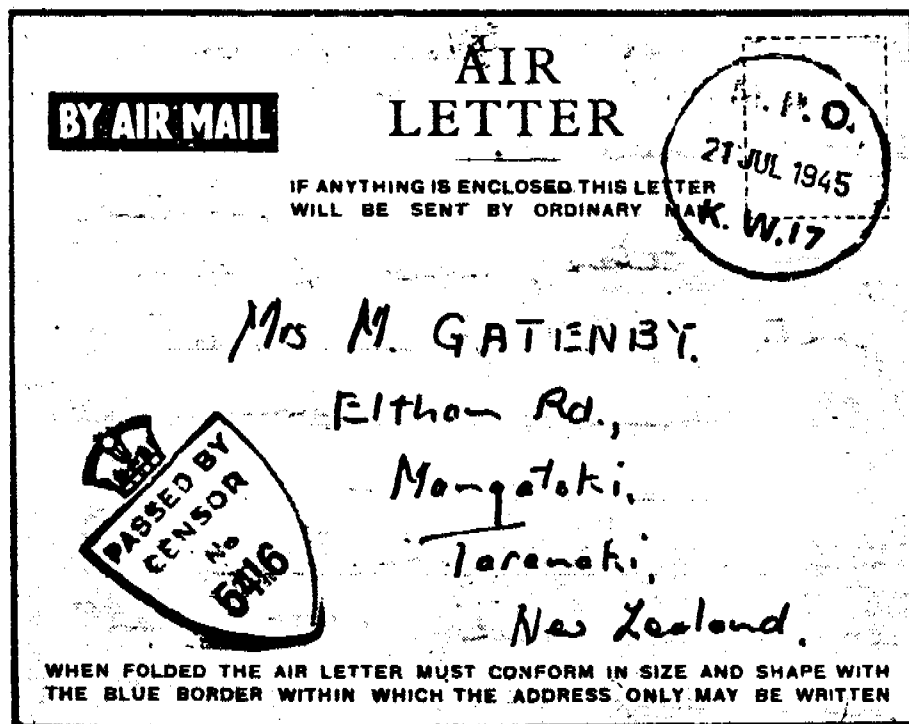 AIR
LETTER
BY AIR MAIL
IF ANYTHING IS ENCLOSED THIS LETTER
WILL BE SENT BY ORDINARY MAIL
P.O.
21 JUL 1945
K.W.17
Mrs M. GATENBY.
Eltham Rd.,
Mangatoki,
Taranaki,
New Zealand.
PASSED BY
CENSOR
No
5416
WHEN FOLDED THE AIR LETTER MUST CONFORM IN SIZE AND SHAPE WITH
THE BLUE BORDER WITHIN WHICH THE ADDRESS ONLY MAY BE WRITTEN